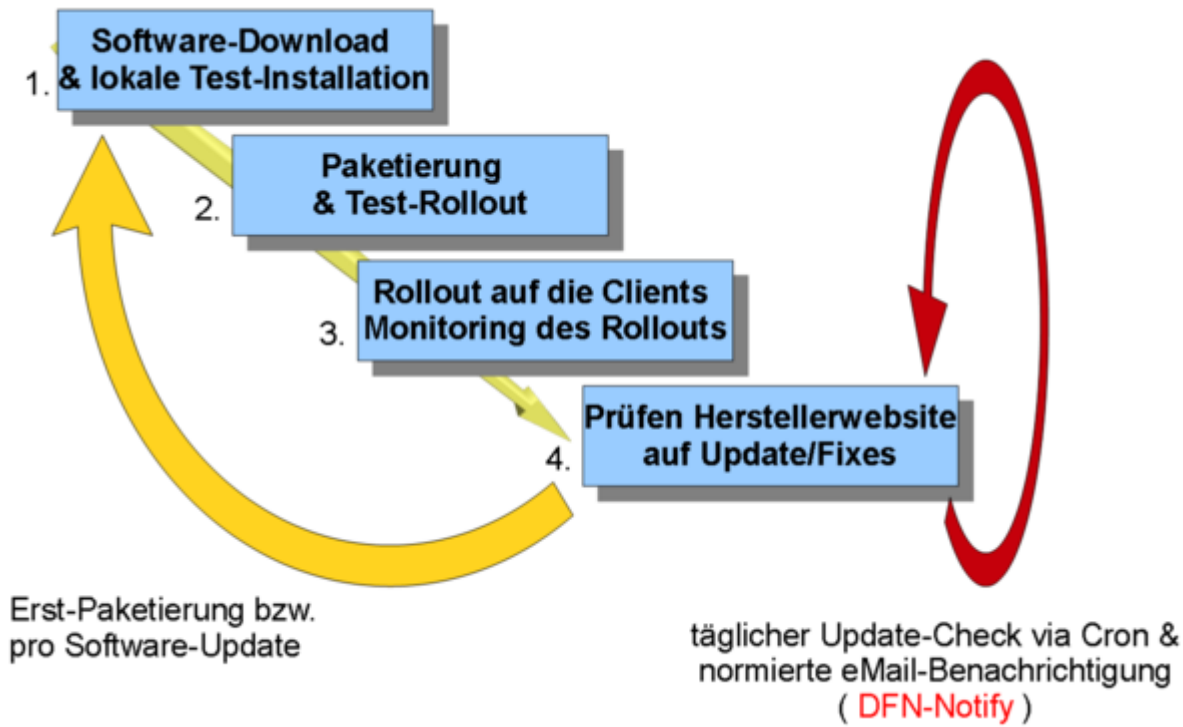 Software-Download
1. & lokale Test-Installation
Paketierung
& Test-Rollout
2.
Rollout auf die Clients
3. Monitoring des Rollouts
Prüfen Herstellerwebsite
4. auf Update/Fixes
Erst-Paketierung bzw.
pro Software-Update
täglicher Update-Check via Cron &
normierte eMail-Benachrichtigung
( DFN-Notify )